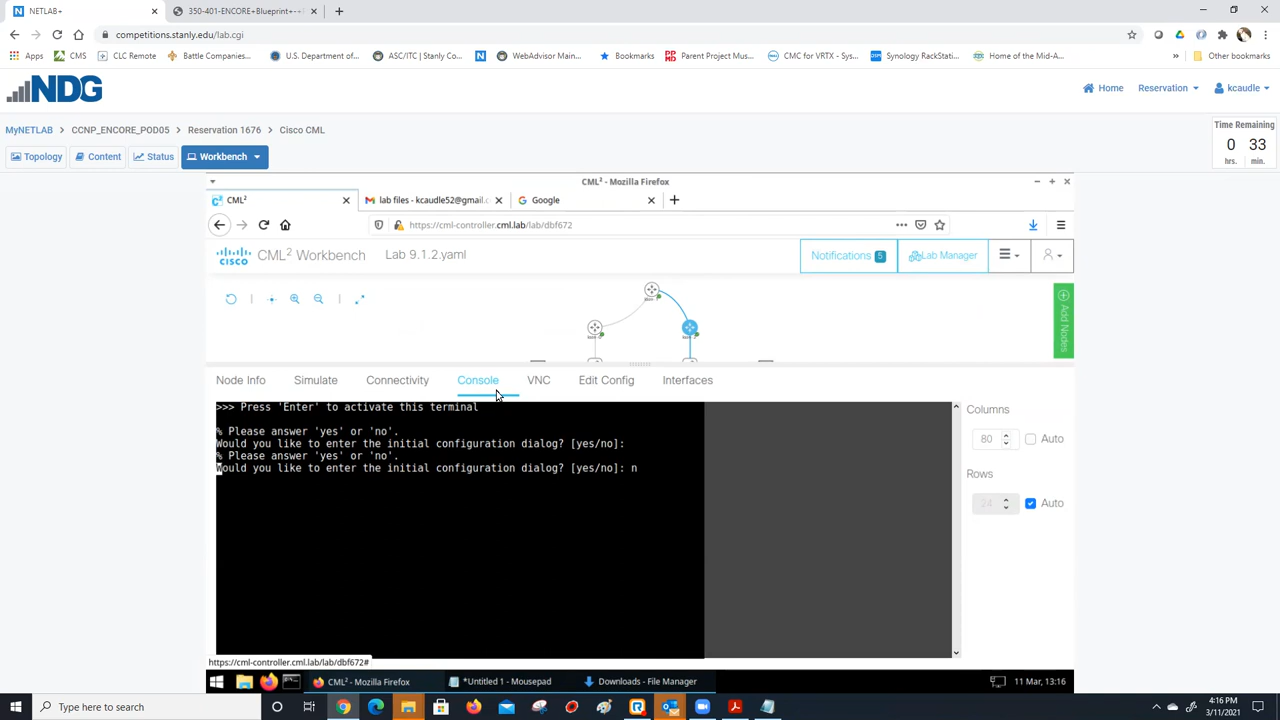 NETLAB+
350-401-ENCORE+Blueprint+-+
competitions.stanly.edu/lab.cgi
Apps
CMS
CLC Remote
Battle Companies...
U.S. Department of...
ASC/ITC | Stanly Co...
WebAdvisor Main...
Bookmarks
Parent Project Mus...
CMC for VRTX - Sys...
Synology RackStati...
Home of the Mid-A...
Other bookmarks
NDG
Home
Reservation
kcaudle
MyNETLAB
CCNP_ENCORE_POD05
Reservation 1676
Cisco CML
Time Remaining
0 33
hrs. min.
Topology
Content
Status
Workbench
CML² - Mozilla Firefox
CML²
lab files - kcaudle52@gmail.c
Google
https://cml-controller.cml.lab/lab/dbf672
CISCO
CML² Workbench
Lab 9.1.2.yaml
Notifications 5
Lab Manager
Add Nodes
Node Info
Simulate
Connectivity
Console
VNC
Edit Config
Interfaces
>>> Press 'Enter' to activate this terminal
% Please answer 'yes' or 'no'.
Would you like to enter the initial configuration dialog? [yes/no]:
% Please answer 'yes' or 'no'.
Would you like to enter the initial configuration dialog? [yes/no]: n
Columns
80
Auto
Rows
24
Auto
https://cml-controller.cml.lab/lab/dbf672#
CML² - Mozilla Firefox
*Untitled 1 - Mousepad
Downloads - File Manager
11 Mar, 13:16
Type here to search
4:16 PM
3/11/2021